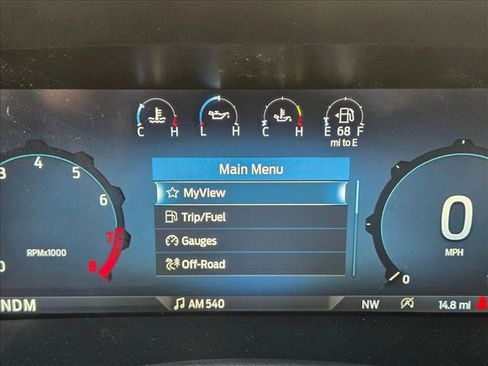 C H L H C H E 68 F
mi to E
Main Menu
MyView
Trip/Fuel
Gauges
Off-Road
4 5 6 7 8
RPMx1000
0
MPH
0
NDM
AM 540
NW
14.8 mi